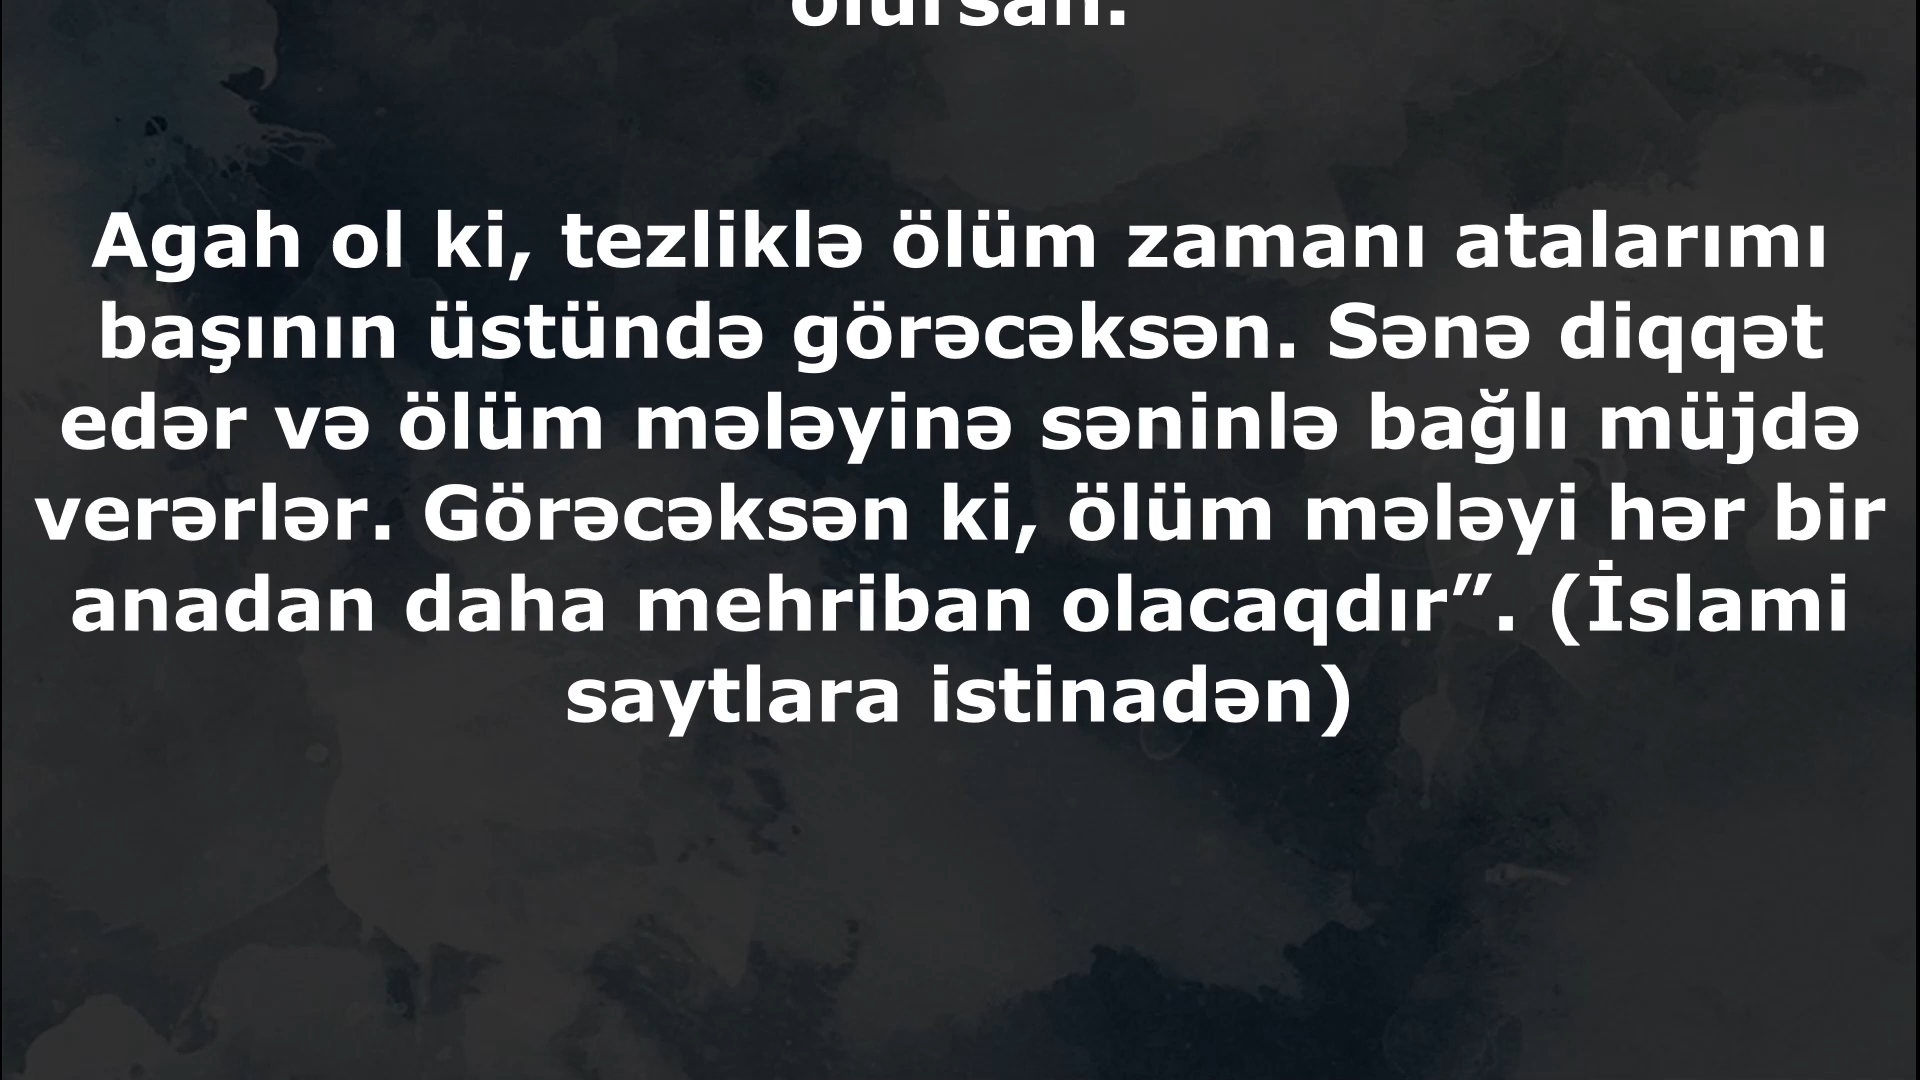 Agah ol ki, tezliklə ölüm zamanı atalarımı
başının üstündə görəcəksən. Sənə diqqət
edər və ölüm mələyinə səninlə bağlı müjdə
verərlər. Görəcəksən ki, ölüm mələyi hər bir
anadan daha mehriban olacaqdır”. (İslami
saytlara istinadən)